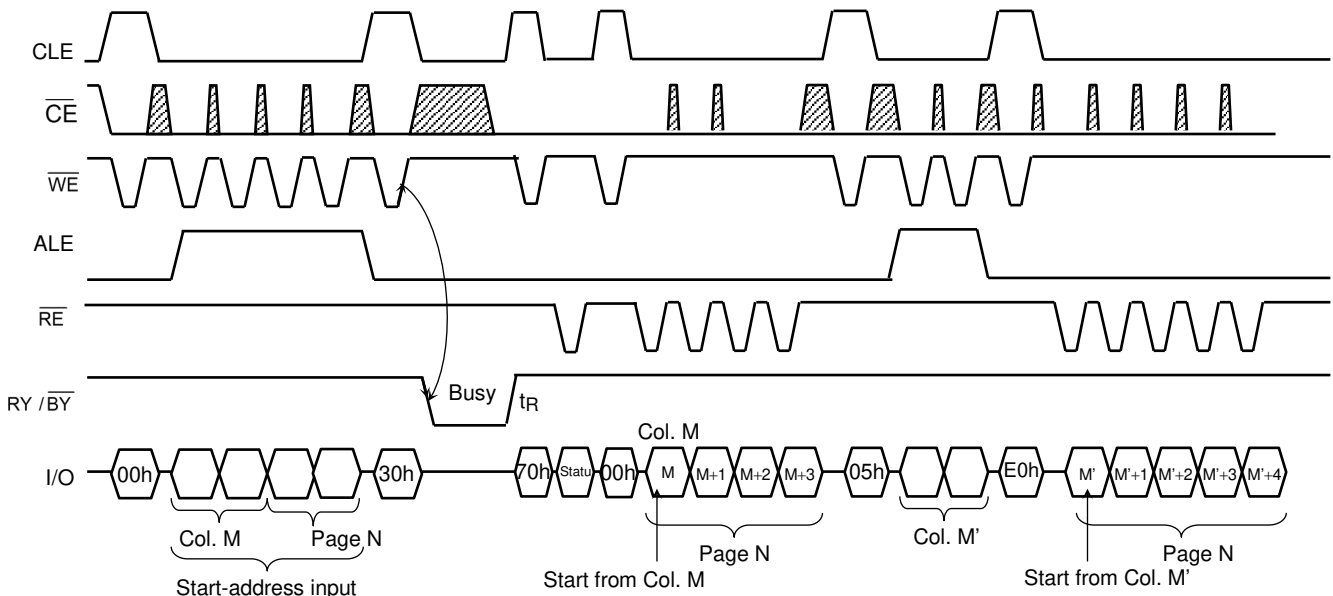 CLE
CE
WE
ALE
RE
RY / BY Busy tR
Col. M
I/O 00h 30h 70h Statu 00h M M+1 M+2 M+3 05h E0h M' M'+1 M'+2 M'+3 M'+4
Col. M Page N Page N Col. M' Page N
Start-address input Start from Col. M Start from Col. M'